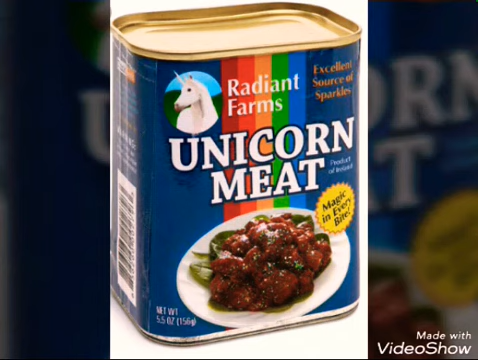 Radiant
Farms
Excellent
Source of
Sparkles
UNICORN
MEAT
Product
of Ireland
Magic
in Every
Bite!
NET WT
5.5 OZ (156g)
Made with
VideoShow